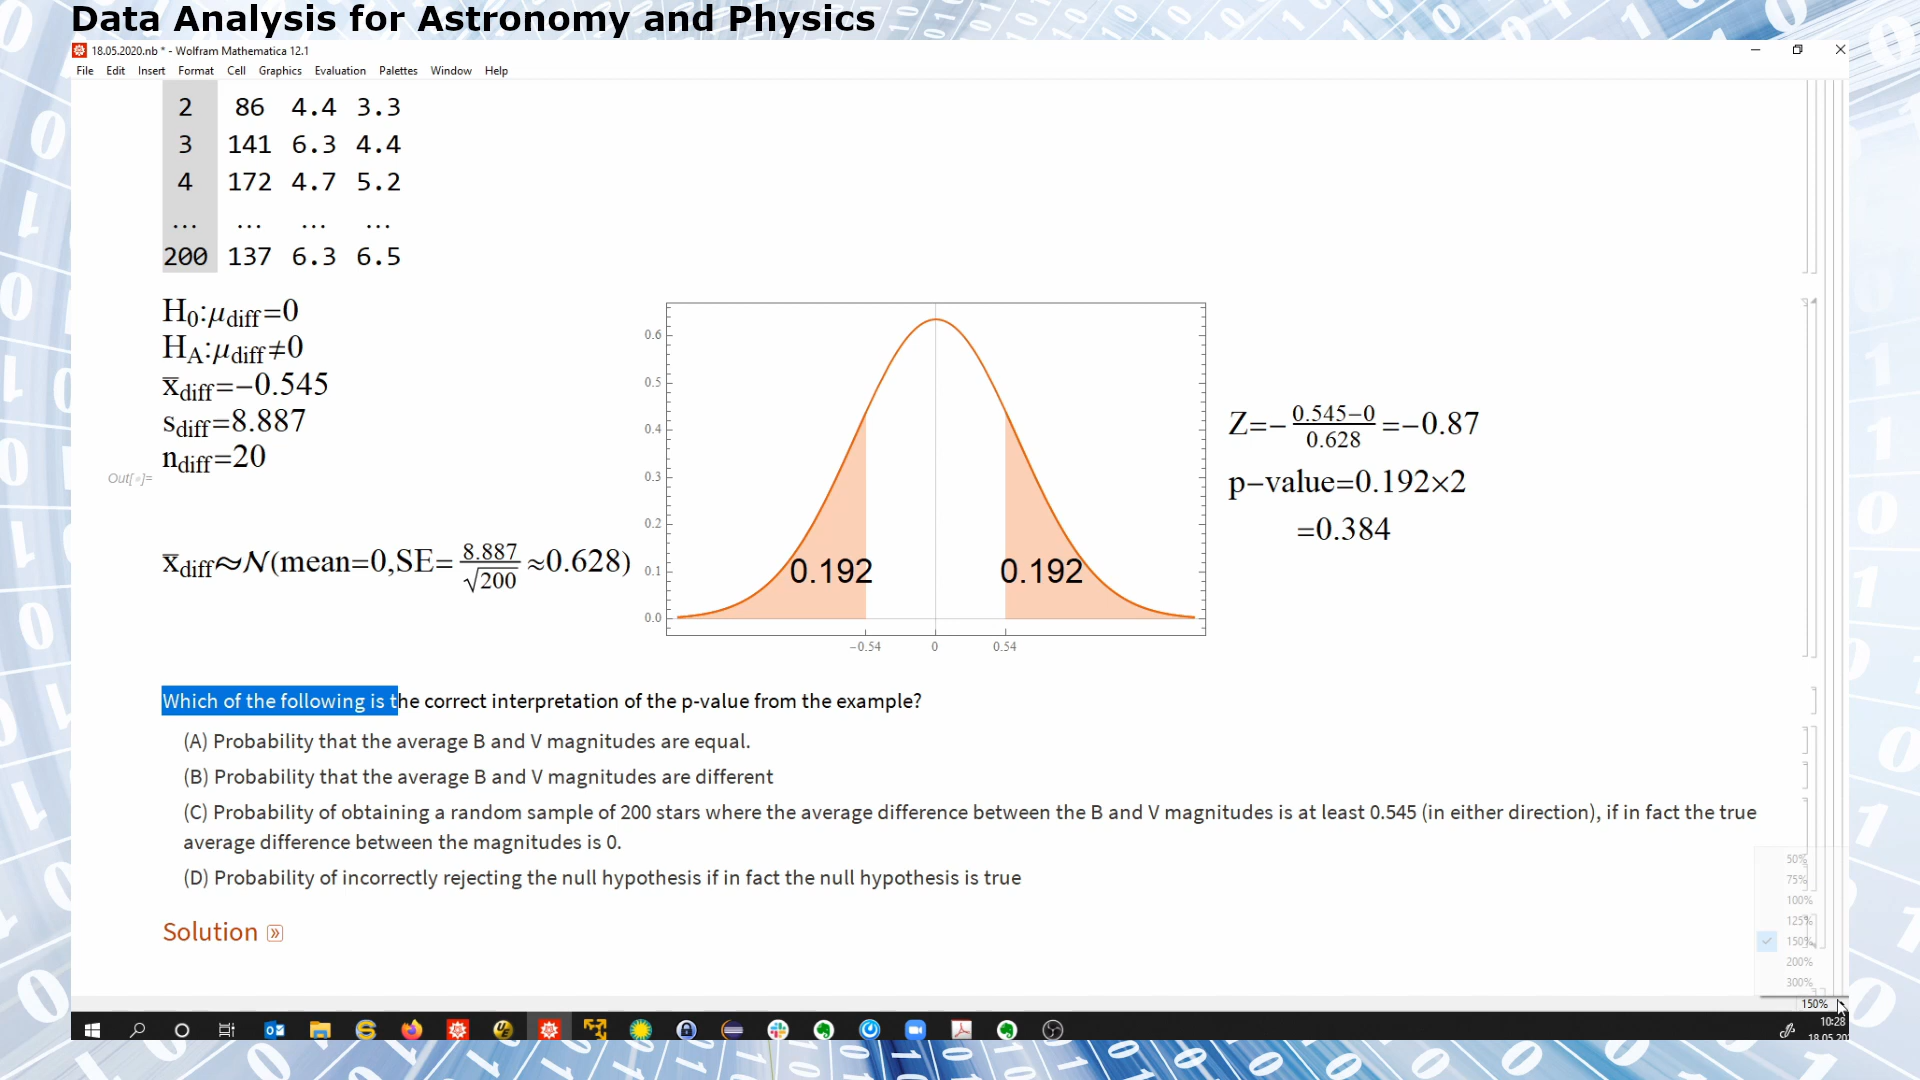 Data Analysis for Astronomy and Physics
18.05.2020.nb * - Wolfram Mathematica 12.1
File Edit Insert Format Cell Graphics Evaluation Palettes Window Help
2 86 4.4 3.3
3 141 6.3 4.4
4 172 4.7 5.2
... ... ... ...
200 137 6.3 6.5
H0:μdiff=0
HA:μdiff≠0
x̅diff=−0.545
sdiff=8.887
ndiff=20
Out[ ]=
x̅diff≈N(mean=0,SE= 8.887/√200 ≈0.628)
0.6
0.5
0.4
0.3
0.2
0.1
0.0
0.192 0.192
−0.54 0 0.54
Z=− 0.545−0/0.628 =−0.87
p−value=0.192×2
=0.384
Which of the following is the correct interpretation of the p-value from the example?
(A) Probability that the average B and V magnitudes are equal.
(B) Probability that the average B and V magnitudes are different
(C) Probability of obtaining a random sample of 200 stars where the average difference between the B and V magnitudes is at least 0.545 (in either direction), if in fact the true
average difference between the magnitudes is 0.
(D) Probability of incorrectly rejecting the null hypothesis if in fact the null hypothesis is true
Solution »
50%
75%
100%
125%
150%
200%
300%
150%
10:28